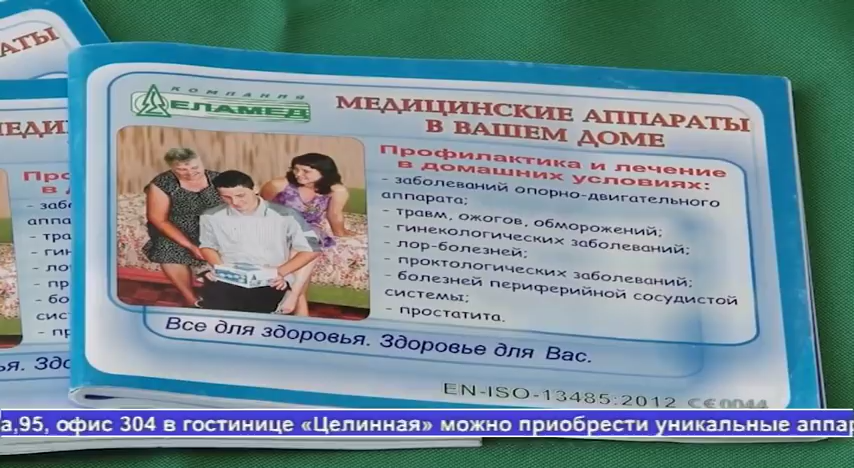 АТЫ
КОМПАНИЯ
ЕЛАМЕД
МЕДИЦИНСКИЕ АППАРАТЫ
В ВАШЕМ ДОМЕ
Профилактика и лечение
в домашних условиях:
- заболеваний опорно-двигательного
аппарата;
- травм, ожогов, обморожений;
- гинекологических заболеваний;
- лор-болезней;
- проктологических заболеваний;
- болезней периферийной сосудистой
системы;
- простатита.
Все для здоровья. Здоровье для Вас.
EN-ISO-13485:2012 CE0044
а,95, офис 304 в гостинице «Целинная» можно приобрести уникальные аппар